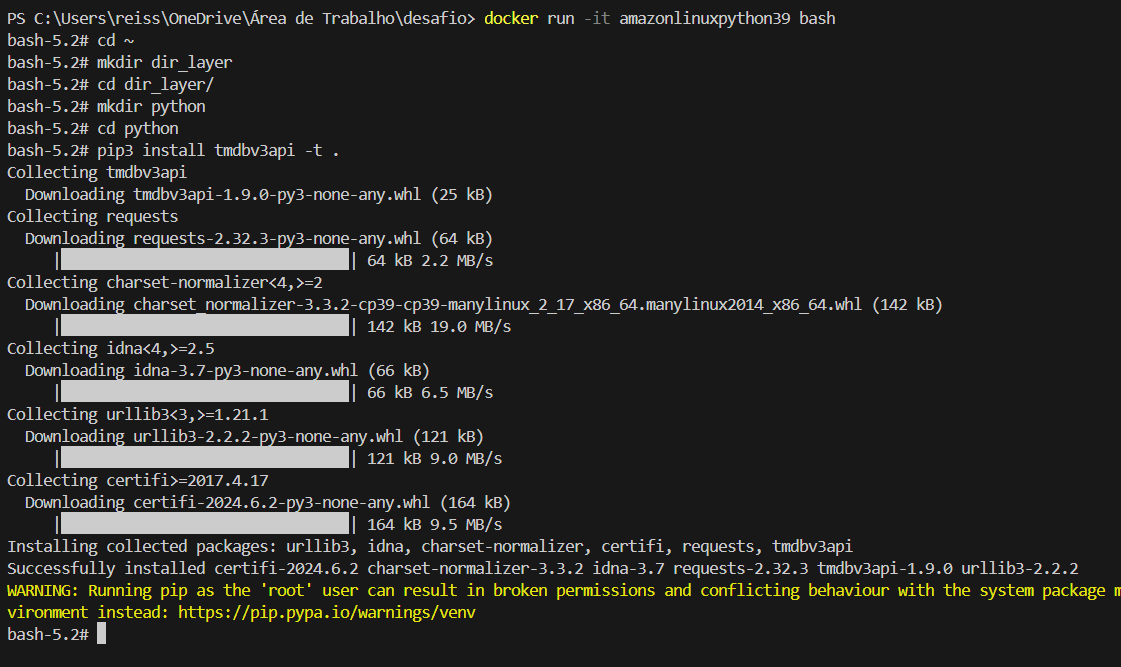 PS C:\Users\reiss\OneDrive\Área de Trabalho\desafio> docker run -it amazonlinuxpython39 bash
bash-5.2# cd ~
bash-5.2# mkdir dir_layer
bash-5.2# cd dir_layer/
bash-5.2# mkdir python
bash-5.2# cd python
bash-5.2# pip3 install tmdbv3api -t .
Collecting tmdbv3api
  Downloading tmdbv3api-1.9.0-py3-none-any.whl (25 kB)
Collecting requests
  Downloading requests-2.32.3-py3-none-any.whl (64 kB)
     |████████████████████████████████| 64 kB 2.2 MB/s
Collecting charset-normalizer<4,>=2
  Downloading charset_normalizer-3.3.2-cp39-cp39-manylinux_2_17_x86_64.manylinux2014_x86_64.whl (142 kB)
     |████████████████████████████████| 142 kB 19.0 MB/s
Collecting idna<4,>=2.5
  Downloading idna-3.7-py3-none-any.whl (66 kB)
     |████████████████████████████████| 66 kB 6.5 MB/s
Collecting urllib3<3,>=1.21.1
  Downloading urllib3-2.2.2-py3-none-any.whl (121 kB)
     |████████████████████████████████| 121 kB 9.0 MB/s
Collecting certifi>=2017.4.17
  Downloading certifi-2024.6.2-py3-none-any.whl (164 kB)
     |████████████████████████████████| 164 kB 9.5 MB/s
Installing collected packages: urllib3, idna, charset-normalizer, certifi, requests, tmdbv3api
Successfully installed certifi-2024.6.2 charset-normalizer-3.3.2 idna-3.7 requests-2.32.3 tmdbv3api-1.9.0 urllib3-2.2.2
WARNING: Running pip as the 'root' user can result in broken permissions and conflicting behaviour with the system package m
vironment instead: https://pip.pypa.io/warnings/venv
bash-5.2#